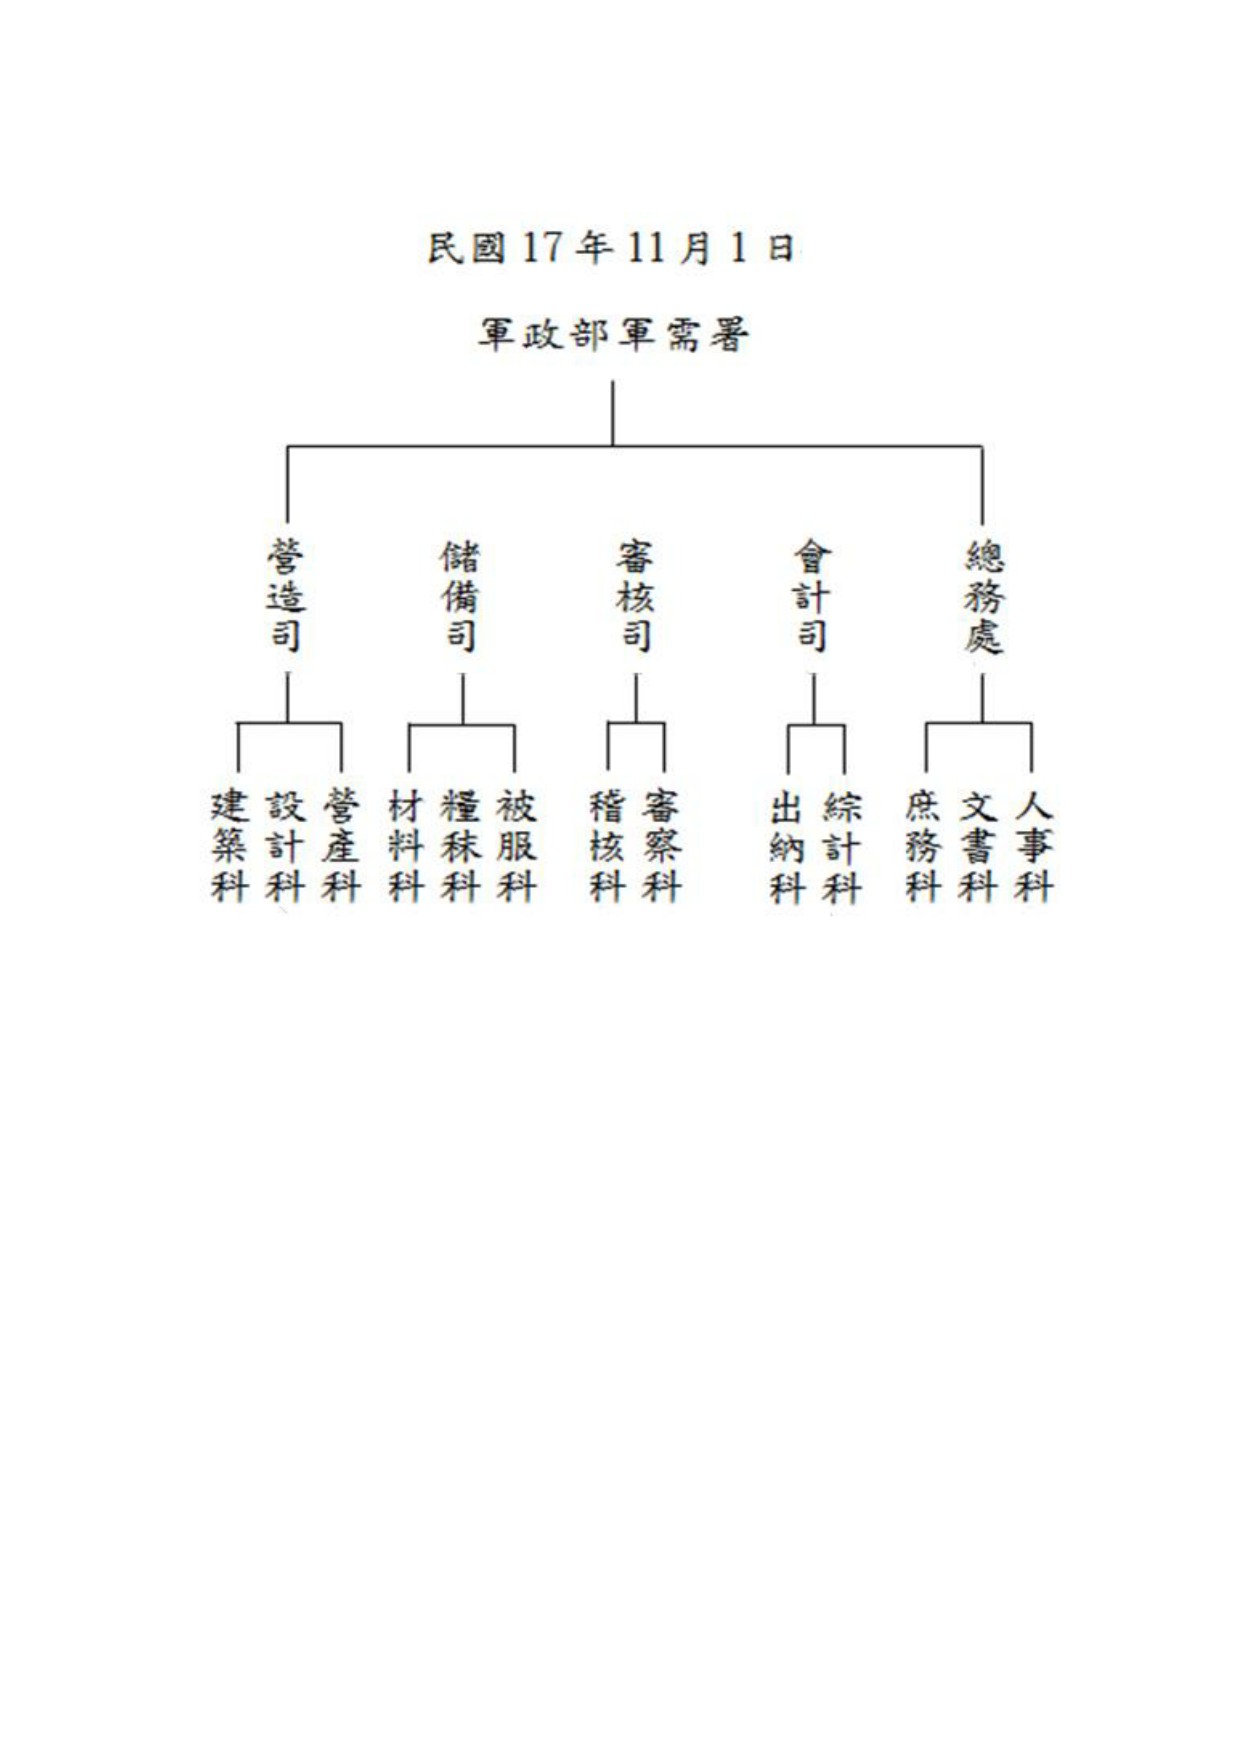 民國 17 年 11 月 1 日
軍政部軍需署
總務處
會計司
審核司
儲備司
營造司
人事科
文書科
庶務科
綜計科
出納科
審察科
稽核科
被服科
糧秣科
材料科
營產科
設計科
建築科